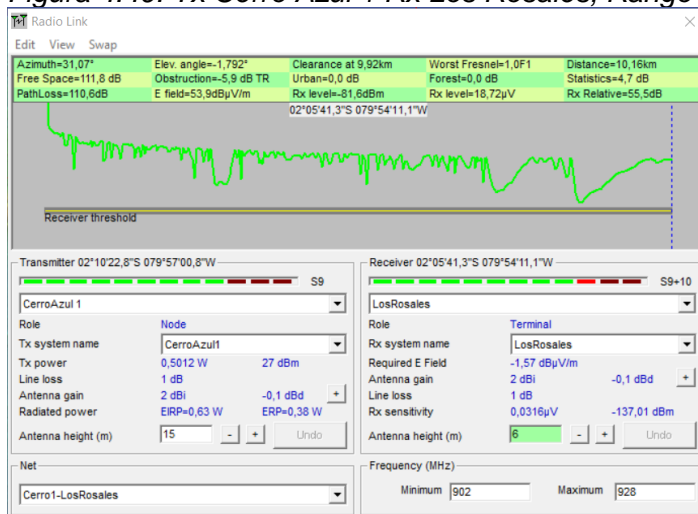 Radio Link
Edit View Swap
Azimuth=31,07° Elev. angle=-1,792° Clearance at 9,92km Worst Fresnel=1,0F1 Distance=10,16km
Free Space=111,8 dB Obstruction=-5,9 dB TR Urban=0,0 dB Forest=0,0 dB Statistics=4,7 dB
PathLoss=110,6dB E field=53,9dBμV/m Rx level=-81,6dBm Rx level=18,72μV Rx Relative=55,5dB
02°05'41,3"S 079°54'11,1"W
Receiver threshold
Transmitter 02°10'22,8"S 079°57'00,8"W
S9
CerroAzul 1
Role Node
Tx system name CerroAzul1
Tx power 0,5012 W 27 dBm
Line loss 1 dB
Antenna gain 2 dBi -0,1 dBd +
Radiated power EIRP=0,63 W ERP=0,38 W
Antenna height (m) 15 - + Undo
Net
Cerro1-LosRosales
Receiver 02°05'41,3"S 079°54'11,1"W
S9+10
LosRosales
Role Terminal
Rx system name LosRosales
Required E Field -1,57 dBμV/m
Antenna gain 2 dBi -0,1 dBd +
Line loss 1 dB
Rx sensitivity 0,0316μV -137,01 dBm
Antenna height (m) 6 - + Undo
Frequency (MHz)
Minimum 902 Maximum 928